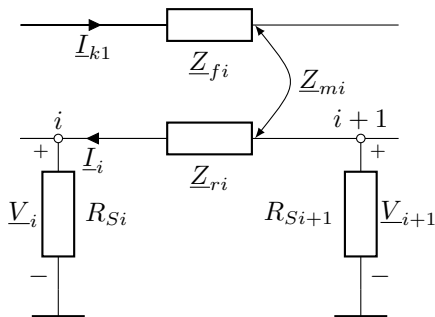 I_k1
Z_fi
Z_mi
i
i + 1
+
+
I_i
Z_ri
V_i
R_Si
R_Si+1
V_i+1
−
−